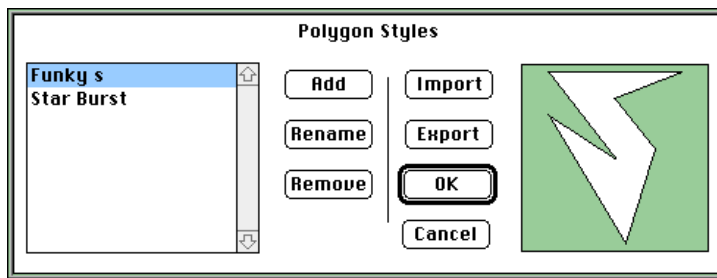 Polygon Styles
Funky s
Star Burst
Add
Import
Rename
Export
Remove
OK
Cancel